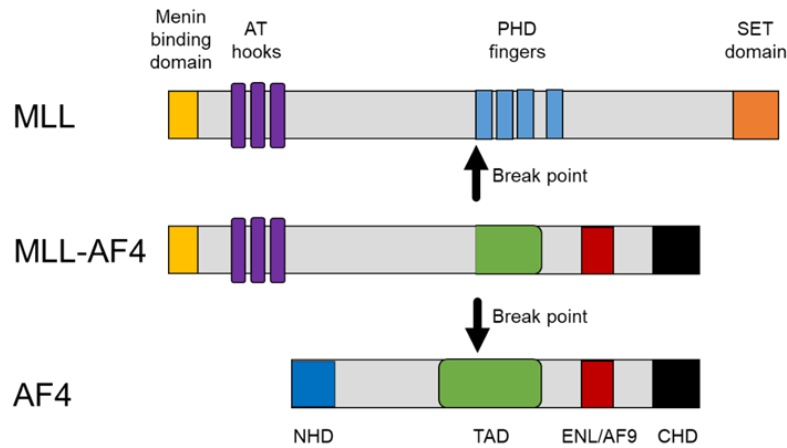 Menin
binding
domain
AT
hooks
PHD
fingers
SET
domain
MLL
Break point
MLL-AF4
Break point
AF4
NHD
TAD
ENL/AF9
CHD